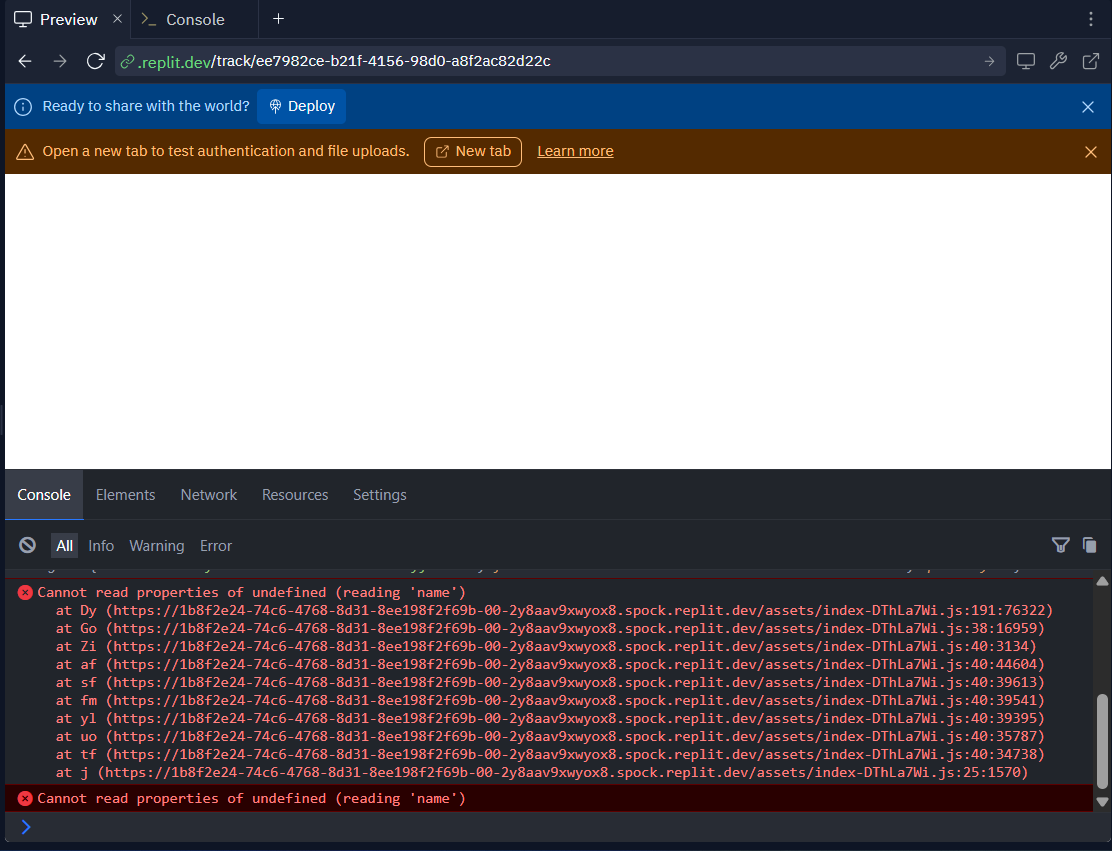 Preview × >_ Console +
.replit.dev/track/ee7982ce-b21f-4156-98d0-a8f2ac82d22c
Ready to share with the world? Deploy
Open a new tab to test authentication and file uploads. New tab Learn more
Console Elements Network Resources Settings
All Info Warning Error
Cannot read properties of undefined (reading 'name')
at Dy (https://1b8f2e24-74c6-4768-8d31-8ee198f2f69b-00-2y8aav9xwyox8.spock.replit.dev/assets/index-DThLa7Wi.js:191:76322)
at Go (https://1b8f2e24-74c6-4768-8d31-8ee198f2f69b-00-2y8aav9xwyox8.spock.replit.dev/assets/index-DThLa7Wi.js:38:16959)
at Zi (https://1b8f2e24-74c6-4768-8d31-8ee198f2f69b-00-2y8aav9xwyox8.spock.replit.dev/assets/index-DThLa7Wi.js:40:3134)
at af (https://1b8f2e24-74c6-4768-8d31-8ee198f2f69b-00-2y8aav9xwyox8.spock.replit.dev/assets/index-DThLa7Wi.js:40:44604)
at sf (https://1b8f2e24-74c6-4768-8d31-8ee198f2f69b-00-2y8aav9xwyox8.spock.replit.dev/assets/index-DThLa7Wi.js:40:39613)
at fm (https://1b8f2e24-74c6-4768-8d31-8ee198f2f69b-00-2y8aav9xwyox8.spock.replit.dev/assets/index-DThLa7Wi.js:40:39541)
at yl (https://1b8f2e24-74c6-4768-8d31-8ee198f2f69b-00-2y8aav9xwyox8.spock.replit.dev/assets/index-DThLa7Wi.js:40:39395)
at uo (https://1b8f2e24-74c6-4768-8d31-8ee198f2f69b-00-2y8aav9xwyox8.spock.replit.dev/assets/index-DThLa7Wi.js:40:35787)
at tf (https://1b8f2e24-74c6-4768-8d31-8ee198f2f69b-00-2y8aav9xwyox8.spock.replit.dev/assets/index-DThLa7Wi.js:40:34738)
at j (https://1b8f2e24-74c6-4768-8d31-8ee198f2f69b-00-2y8aav9xwyox8.spock.replit.dev/assets/index-DThLa7Wi.js:25:1570)
Cannot read properties of undefined (reading 'name')